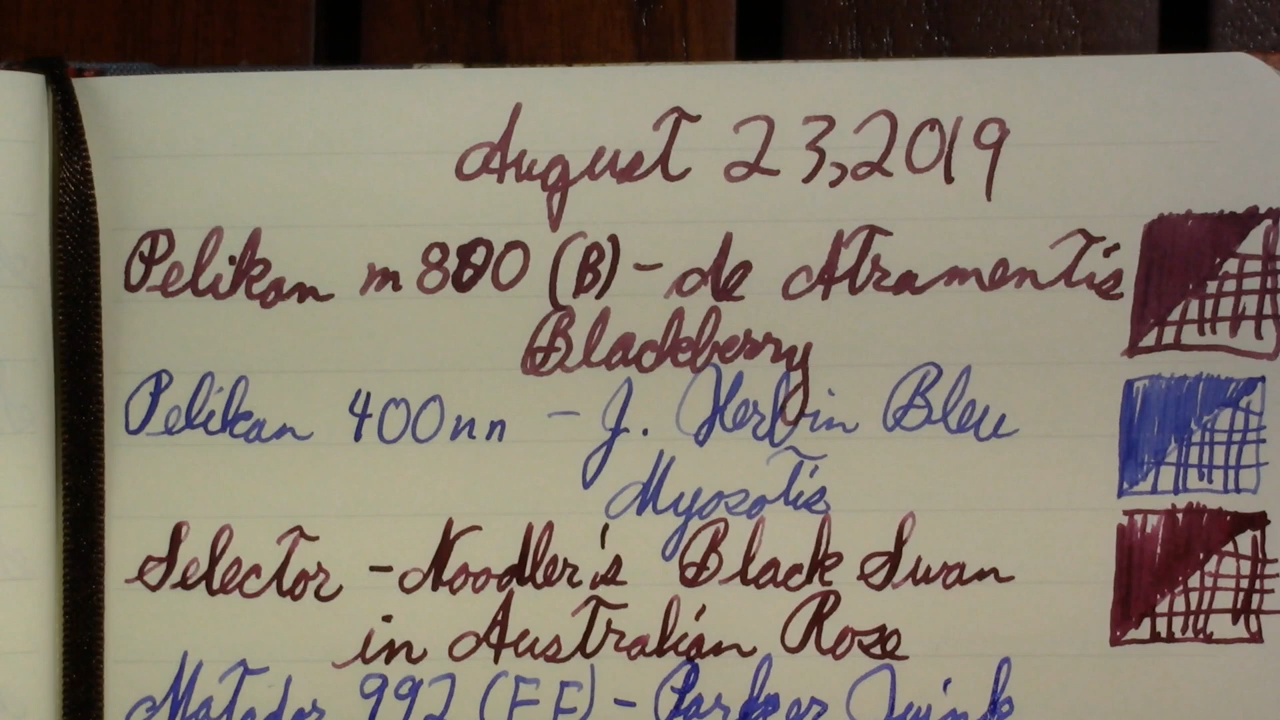 August 23, 2019
Pelikan m800 (B) - de Atramentis
Blackberry
Pelikan 400nn - J. Herbin Bleu
Myosotis
Selector - Noodler's Black Swan
in Australian Rose
Matador 992 (EF) - Parker Quink